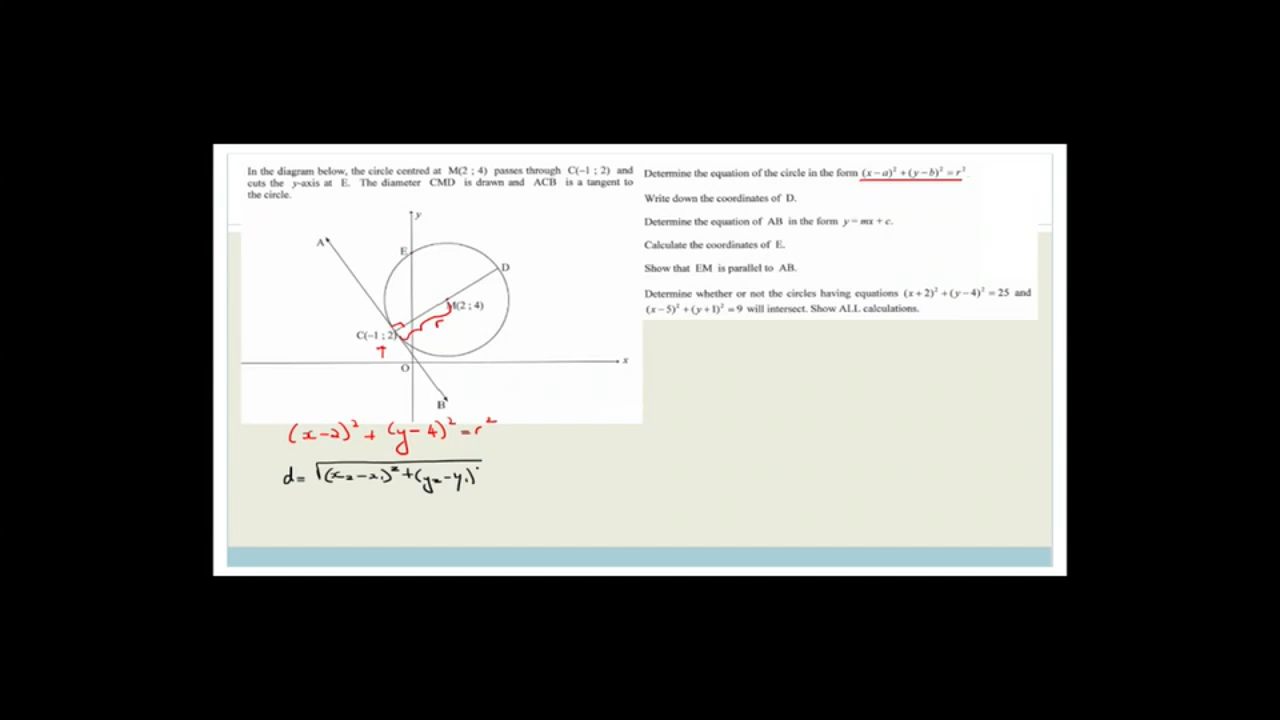 In the diagram below, the circle centred at M(2 ; 4) passes through C(−1 ; 2) and
cuts the y-axis at E. The diameter CMD is drawn and ACB is a tangent to
the circle.
y
A
E
D
M(2 ; 4)
r
C(−1 ; 2)
x
O
B
(x−2)² + (y−4)² = r²
d = √(x₂−x₁)² + (y₂−y₁)
Determine the equation of the circle in the form (x−a)² + (y−b)² = r².
Write down the coordinates of D.
Determine the equation of AB in the form y = mx + c.
Calculate the coordinates of E.
Show that EM is parallel to AB.
Determine whether or not the circles having equations (x+2)² + (y−4)² = 25 and
(x−5)² + (y+1)² = 9 will intersect. Show ALL calculations.